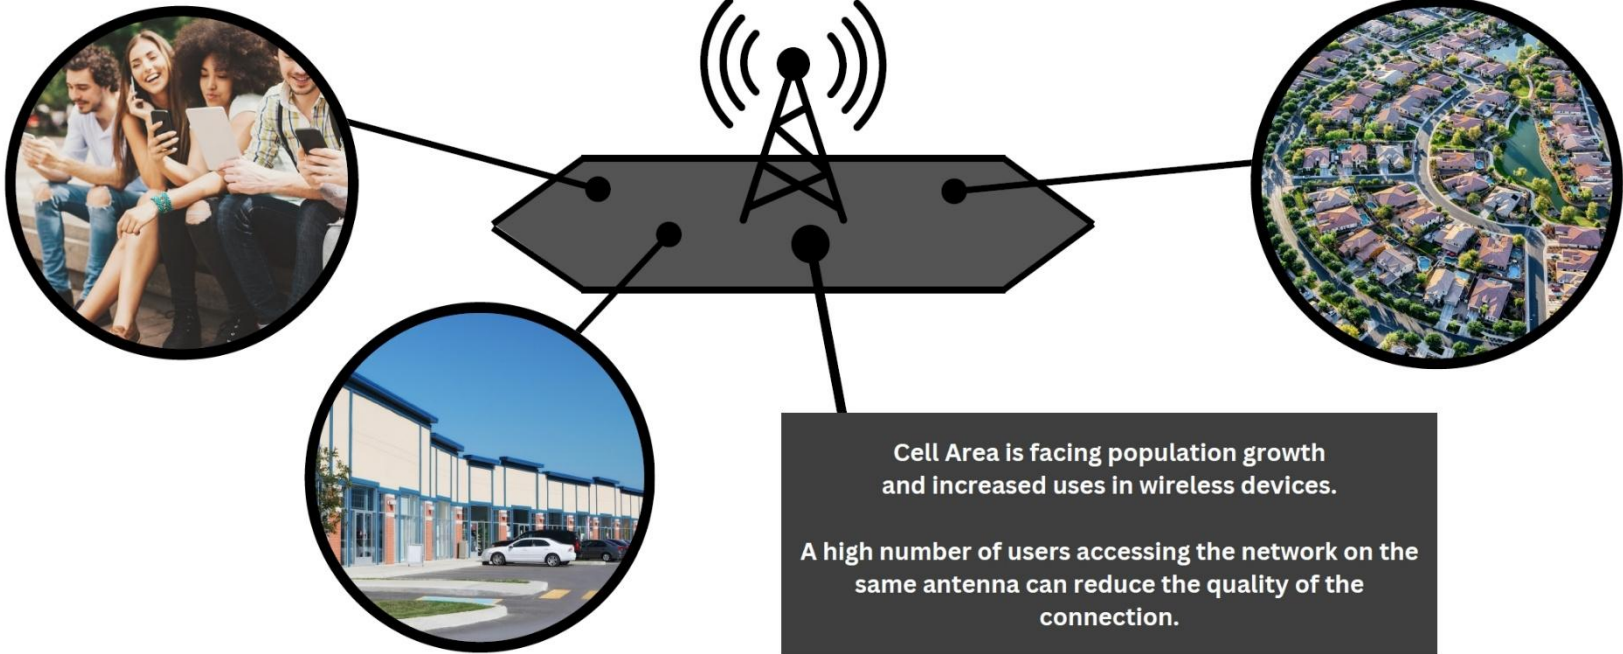 Cell Area is facing population growth
and increased uses in wireless devices.
A high number of users accessing the network on the
same antenna can reduce the quality of the
connection.